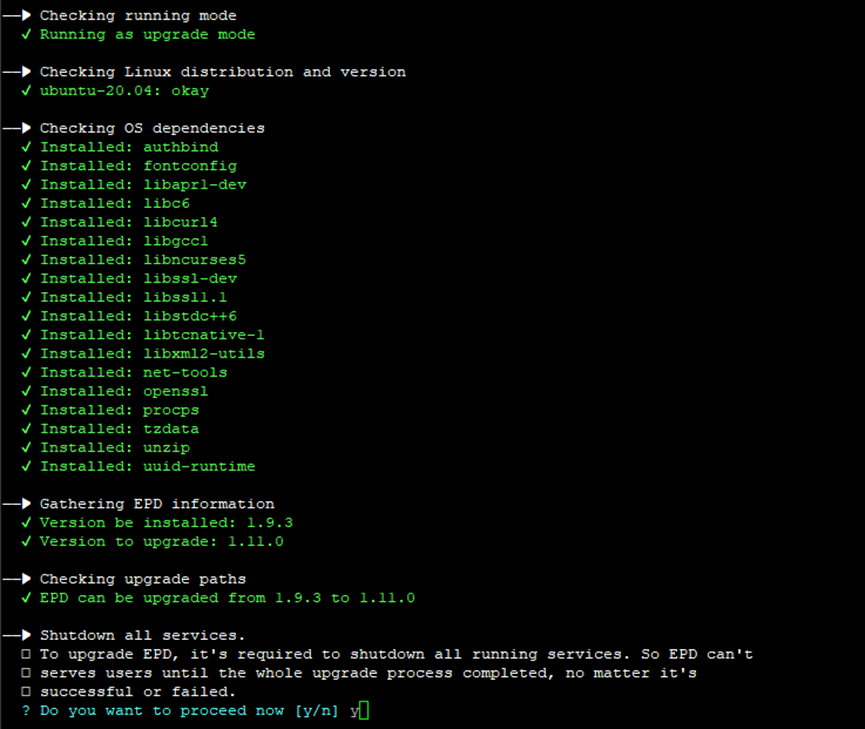 Checking running mode
✓ Running as upgrade mode
Checking Linux distribution and version
✓ ubuntu-20.04: okay
Checking OS dependencies
✓ Installed: authbind
✓ Installed: fontconfig
✓ Installed: libapr1-dev
✓ Installed: libc6
✓ Installed: libcurl4
✓ Installed: libgcc1
✓ Installed: libncurses5
✓ Installed: libssl-dev
✓ Installed: libssl1.1
✓ Installed: libstdc++6
✓ Installed: libtcnative-1
✓ Installed: libxml2-utils
✓ Installed: net-tools
✓ Installed: openssl
✓ Installed: procps
✓ Installed: tzdata
✓ Installed: unzip
✓ Installed: uuid-runtime
Gathering EPD information
✓ Version be installed: 1.9.3
✓ Version to upgrade: 1.11.0
Checking upgrade paths
✓ EPD can be upgraded from 1.9.3 to 1.11.0
Shutdown all services.
□ To upgrade EPD, it's required to shutdown all running services. So EPD can't
□ serves users until the whole upgrade process completed, no matter it's
□ successful or failed.
? Do you want to proceed now [y/n] y